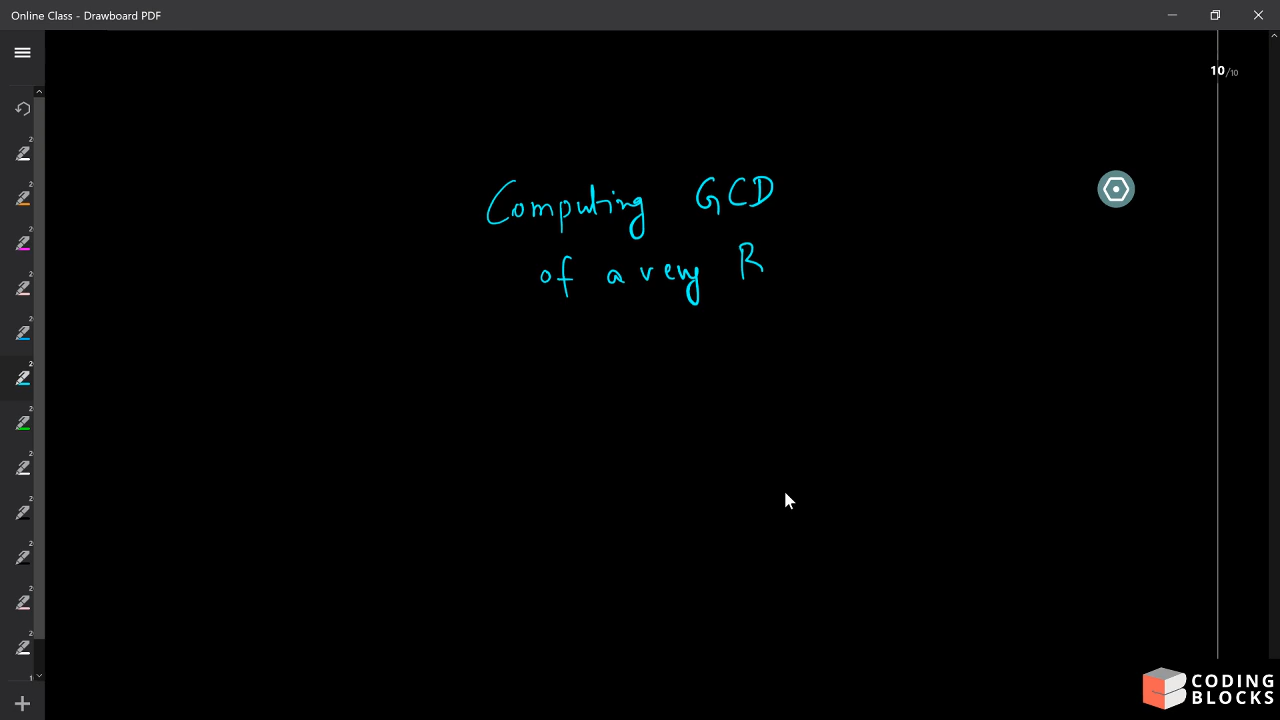 Online Class - Drawboard PDF
10/10
Computing GCD
of a very R
CODING
BLOCKS